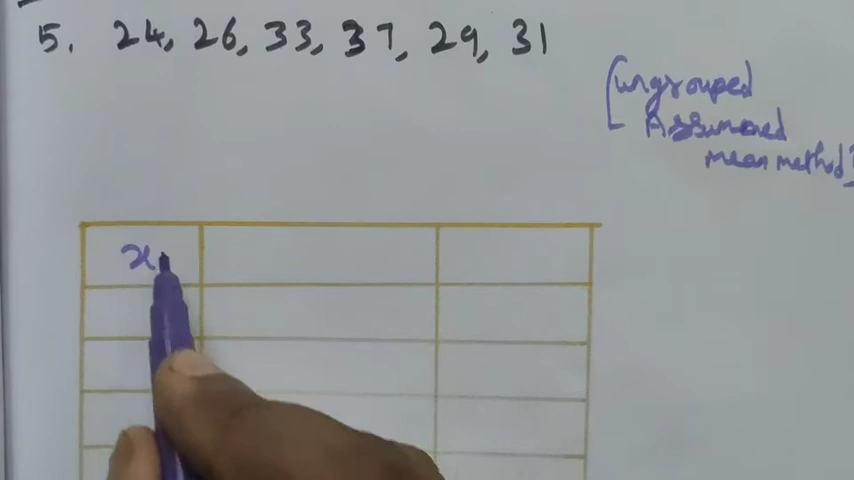 5. 24, 26, 33, 37, 29, 31
[ungrouped
Assumed
mean method]
x